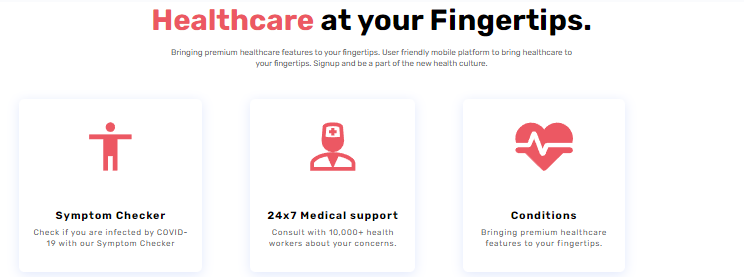 Healthcare at your Fingertips.
Bringing premium healthcare features to your fingertips. User friendly mobile platform to bring healthcare to
your fingertips. Signup and be a part of the new health culture.
Symptom Checker
Check if you are infected by COVID-
19 with our Symptom Checker
24x7 Medical support
Consult with 10,000+ health
workers about your concerns.
Conditions
Bringing premium healthcare
features to your fingertips.